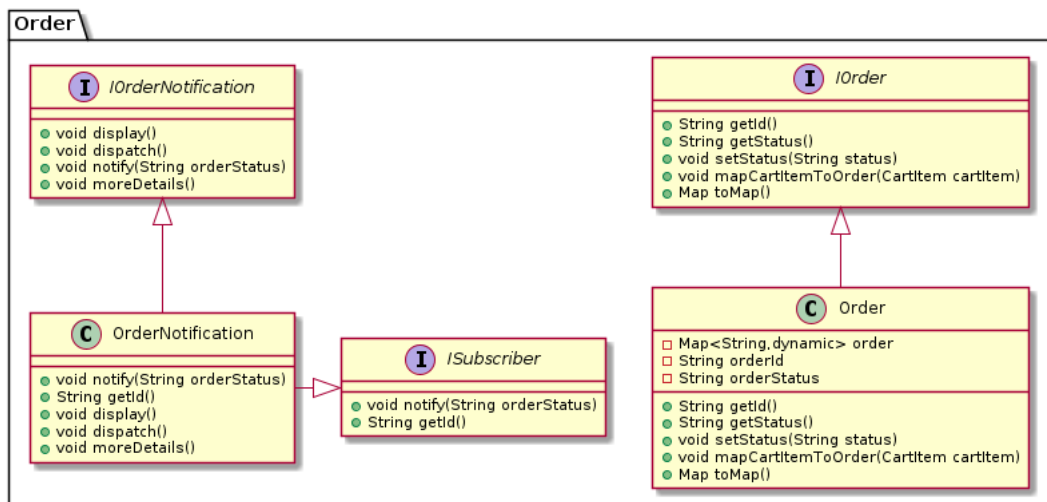 Order
I IOrderNotification
void display()
void dispatch()
void notify(String orderStatus)
void moreDetails()
I IOrder
String getId()
String getStatus()
void setStatus(String status)
void mapCartItemToOrder(CartItem cartItem)
Map toMap()
C OrderNotification
void notify(String orderStatus)
String getId()
void display()
void dispatch()
void moreDetails()
I ISubscriber
void notify(String orderStatus)
String getId()
C Order
Map<String,dynamic> order
String orderId
String orderStatus
String getId()
String getStatus()
void setStatus(String status)
void mapCartItemToOrder(CartItem cartItem)
Map toMap()